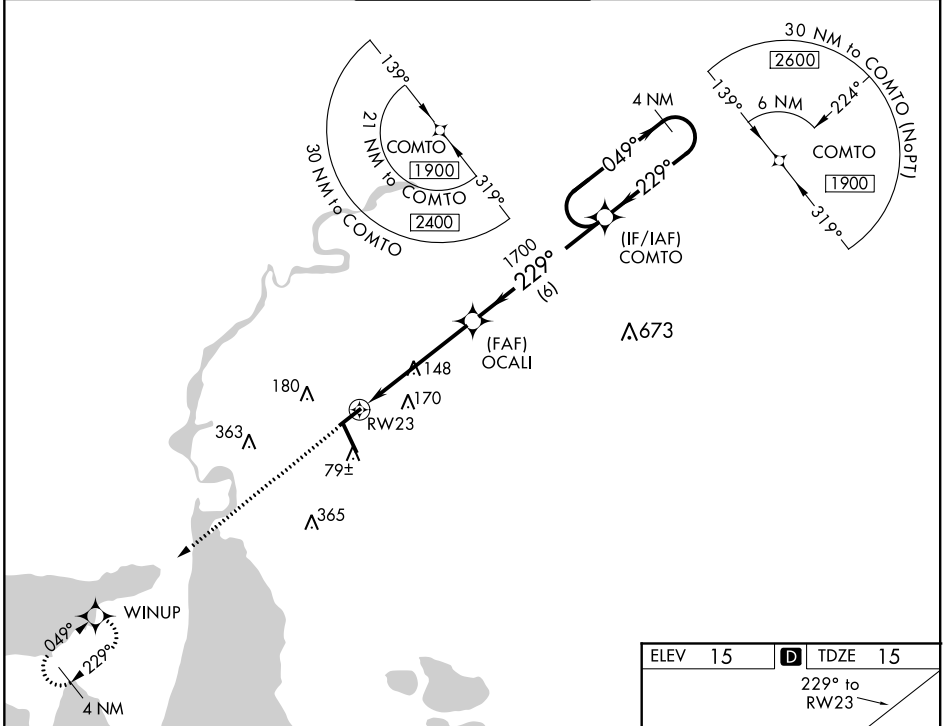 30 NM to COMTO (NoPT)
2600
139°
6 NM
224°
COMTO
1900
319°
139°
COMTO
1900
21 NM to COMTO
2400
30 NM to COMTO
319°
4 NM
049°
229°
(IF/IAF)
COMTO
1700
229°
(6)
(FAF)
OCALI
673
148
180
170
RW23
363
79±
365
WINUP
049°
229°
4 NM
ELEV 15 D TDZE 15
229° to
RW23